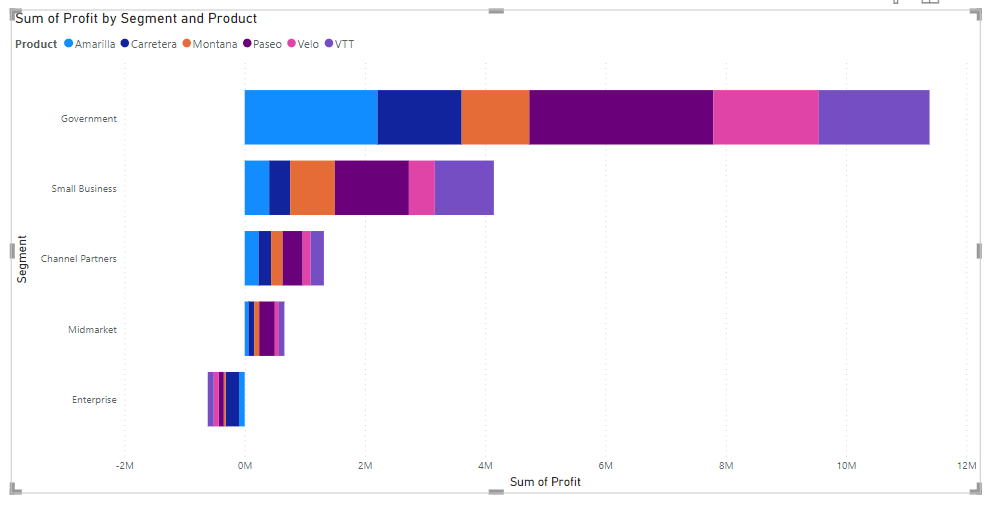 Sum of Profit by Segment and Product
Product Amarilla Carretera Montana Paseo Velo VTT
Government
Small Business
Channel Partners
Midmarket
Enterprise
Segment
-2M 0M 2M 4M 6M 8M 10M 12M
Sum of Profit